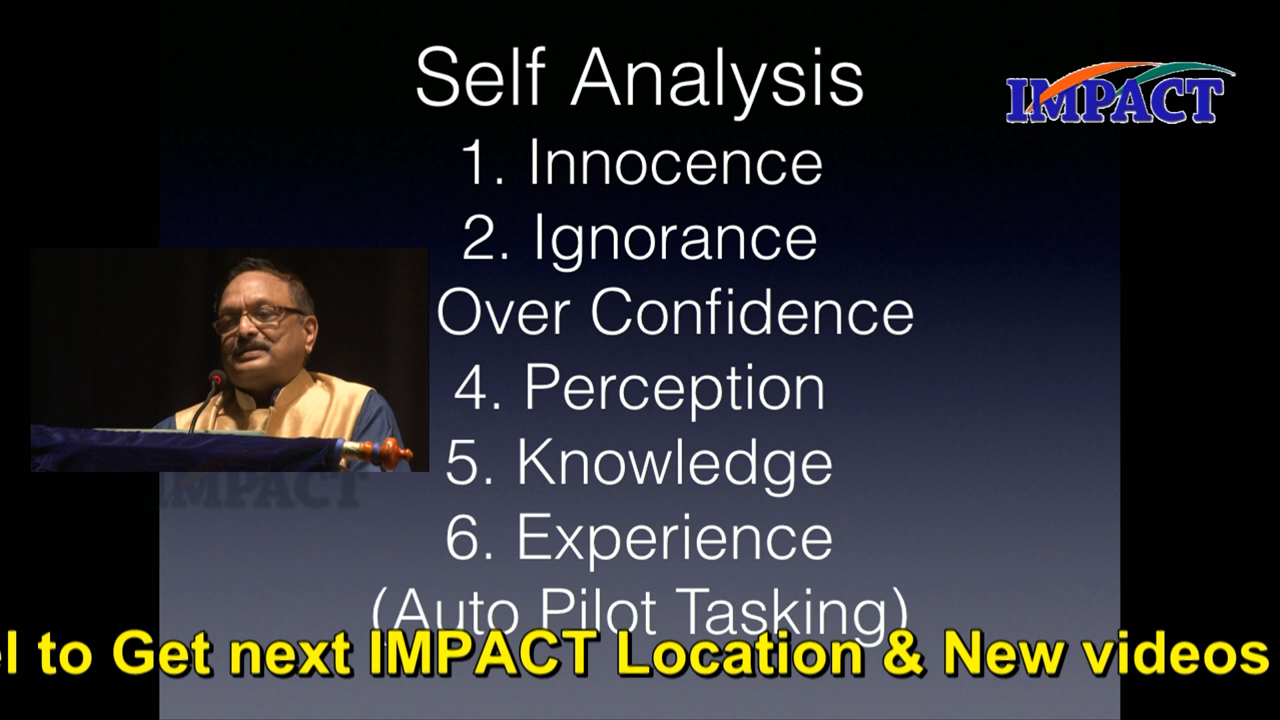 Self Analysis
IMPACT
1. Innocence
2. Ignorance
Over Confidence
4. Perception
5. Knowledge
IMPACT
6. Experience
(Auto Pilot Tasking)
l to Get next IMPACT Location & New videos